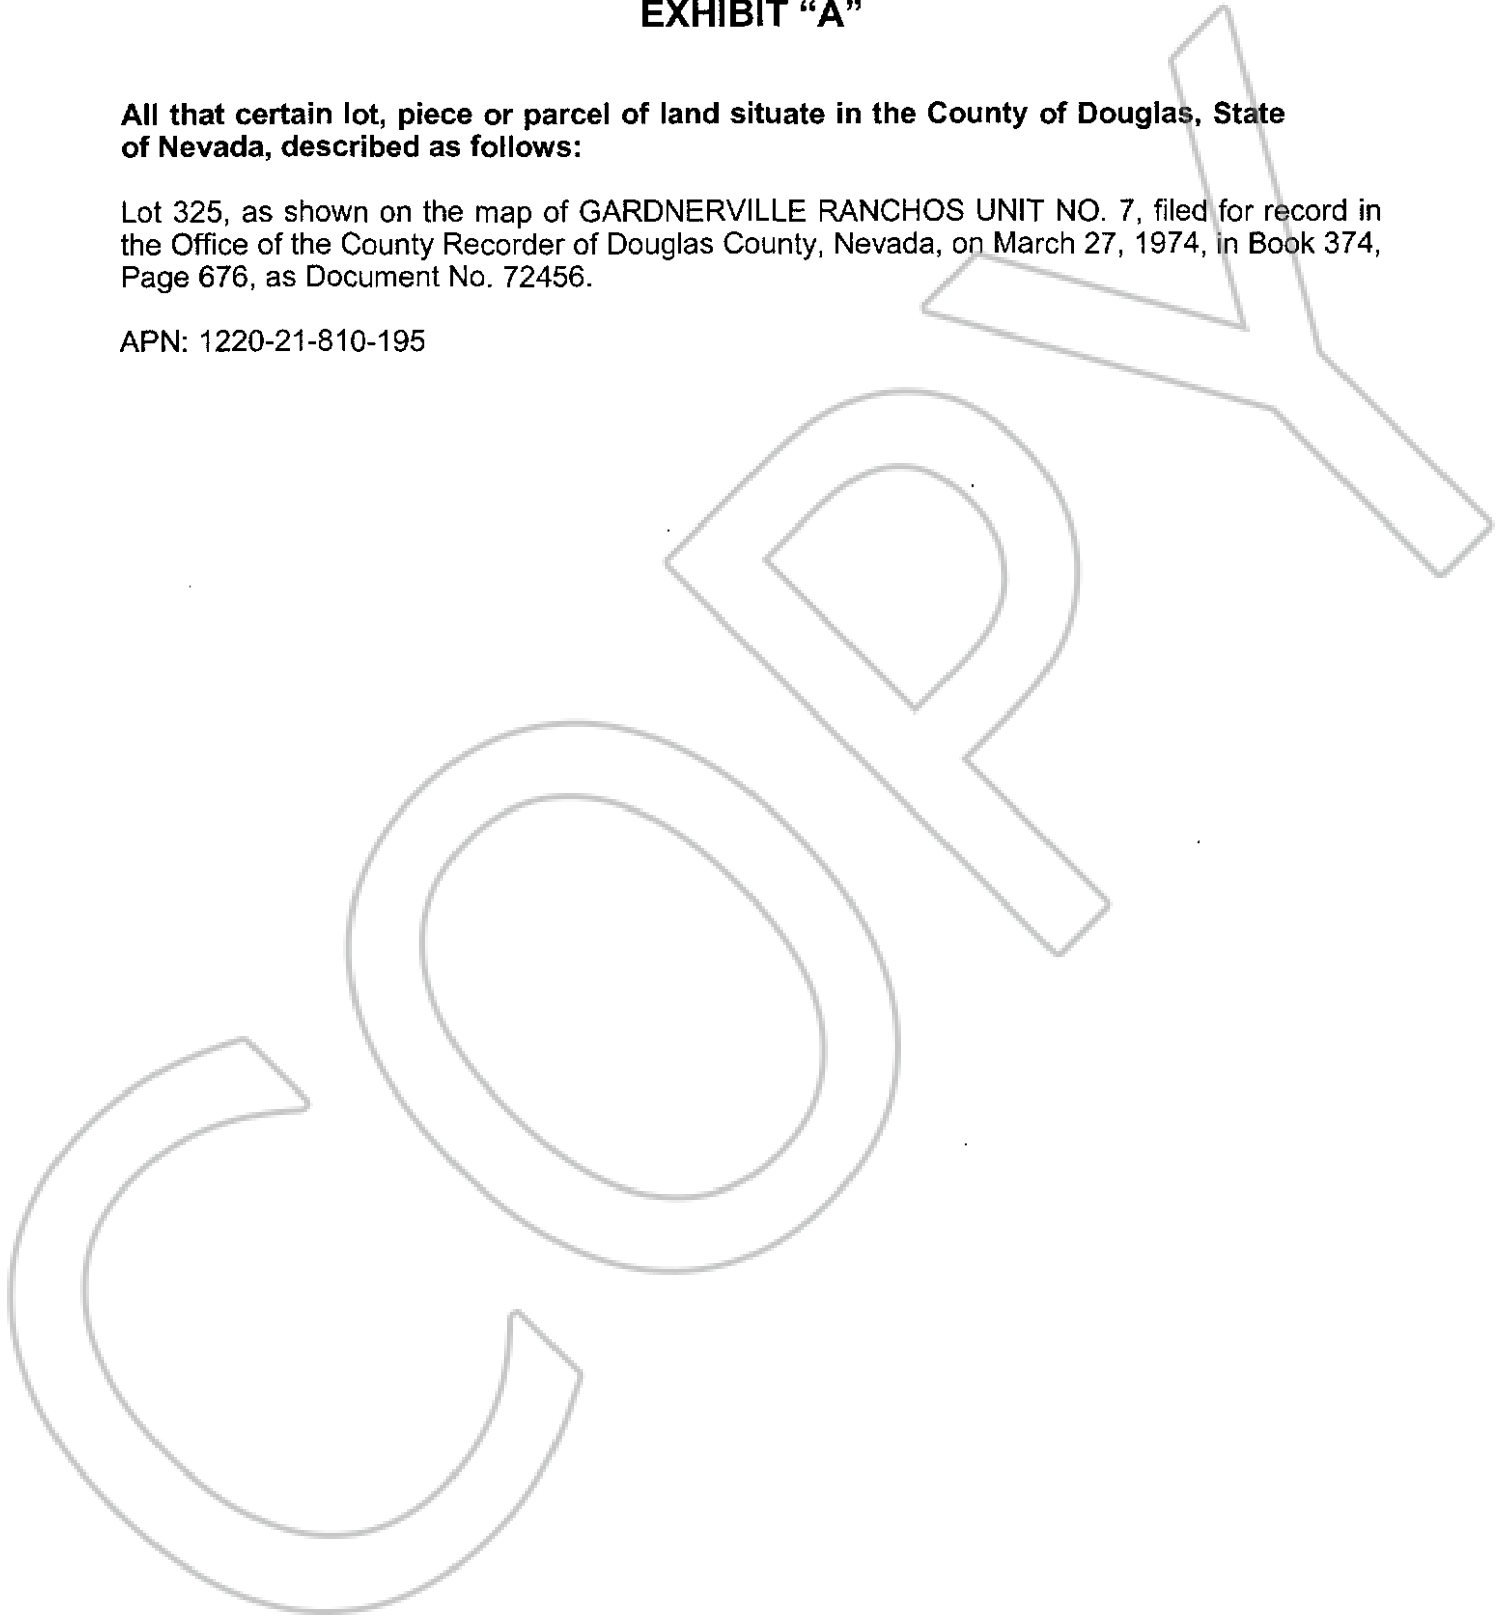 EXHIBIT “A”
All that certain lot, piece or parcel of land situate in the County of Douglas, State
of Nevada, described as follows:
Lot 325, as shown on the map of GARDNERVILLE RANCHOS UNIT NO. 7, filed for record in
the Office of the County Recorder of Douglas County, Nevada, on March 27, 1974, in Book 374,
Page 676, as Document No. 72456.
APN: 1220-21-810-195
COPY